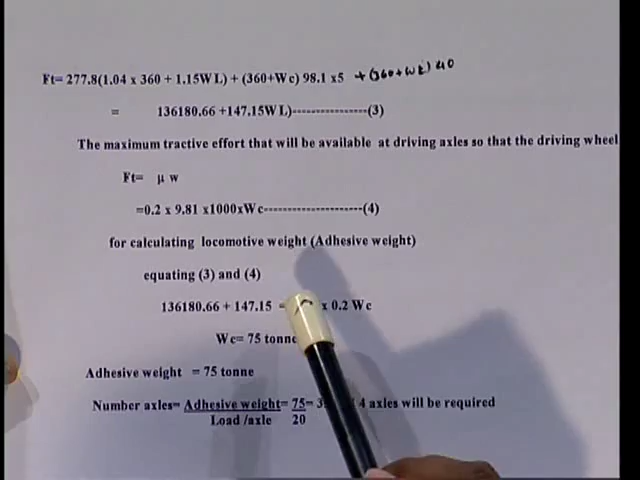 Ft= 277.8(1.04 x 360 + 1.15W L) + (360+Wc) 98.1 x5 + (360+WL) 40
= 136180.66 +147.15W L)----------------(3)
The maximum tractive effort that will be available at driving axles so that the driving wheel
Ft= μ w
=0.2 x 9.81 x1000xWc---------------------(4)
for calculating locomotive weight (Adhesive weight)
equating (3) and (4)
136180.66 + 147.15 = x 0.2 Wc
Wc= 75 tonne
Adhesive weight = 75 tonne
Number axles= Adhesive weight= 75= 3 4 axles will be required
Load /axle 20